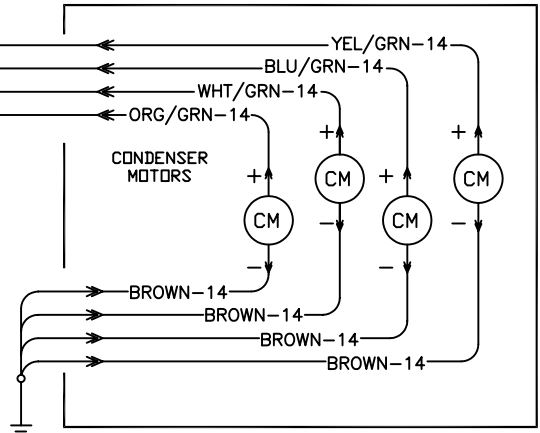 YEL/GRN-14
BLU/GRN-14
WHT/GRN-14
ORG/GRN-14
CONDENSER
MOTORS
+ + + +
CM CM
CM CM
- - - -
BROWN-14
BROWN-14
BROWN-14
BROWN-14